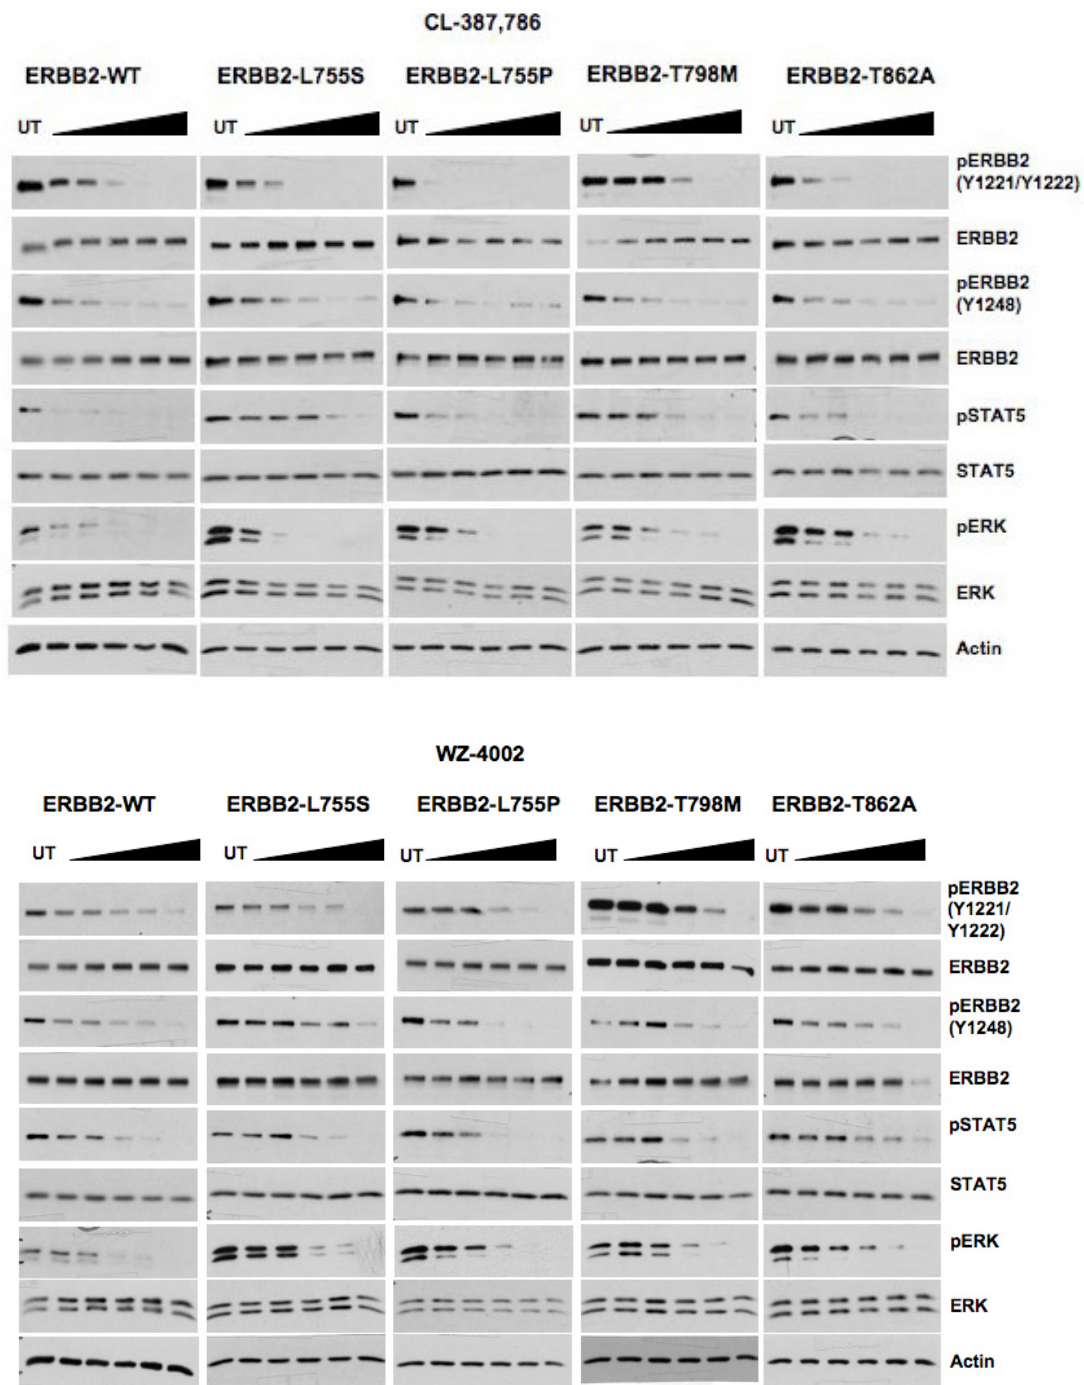 CL-387,786
ERBB2-WT ERBB2-L755S ERBB2-L755P ERBB2-T798M ERBB2-T862A
UT UT UT UT UT
pERBB2
(Y1221/Y1222)
ERBB2
pERBB2
(Y1248)
ERBB2
pSTAT5
STAT5
pERK
ERK
Actin
WZ-4002
ERBB2-WT ERBB2-L755S ERBB2-L755P ERBB2-T798M ERBB2-T862A
UT UT UT UT UT
pERBB2
(Y1221/
Y1222)
ERBB2
pERBB2
(Y1248)
ERBB2
pSTAT5
STAT5
pERK
ERK
Actin